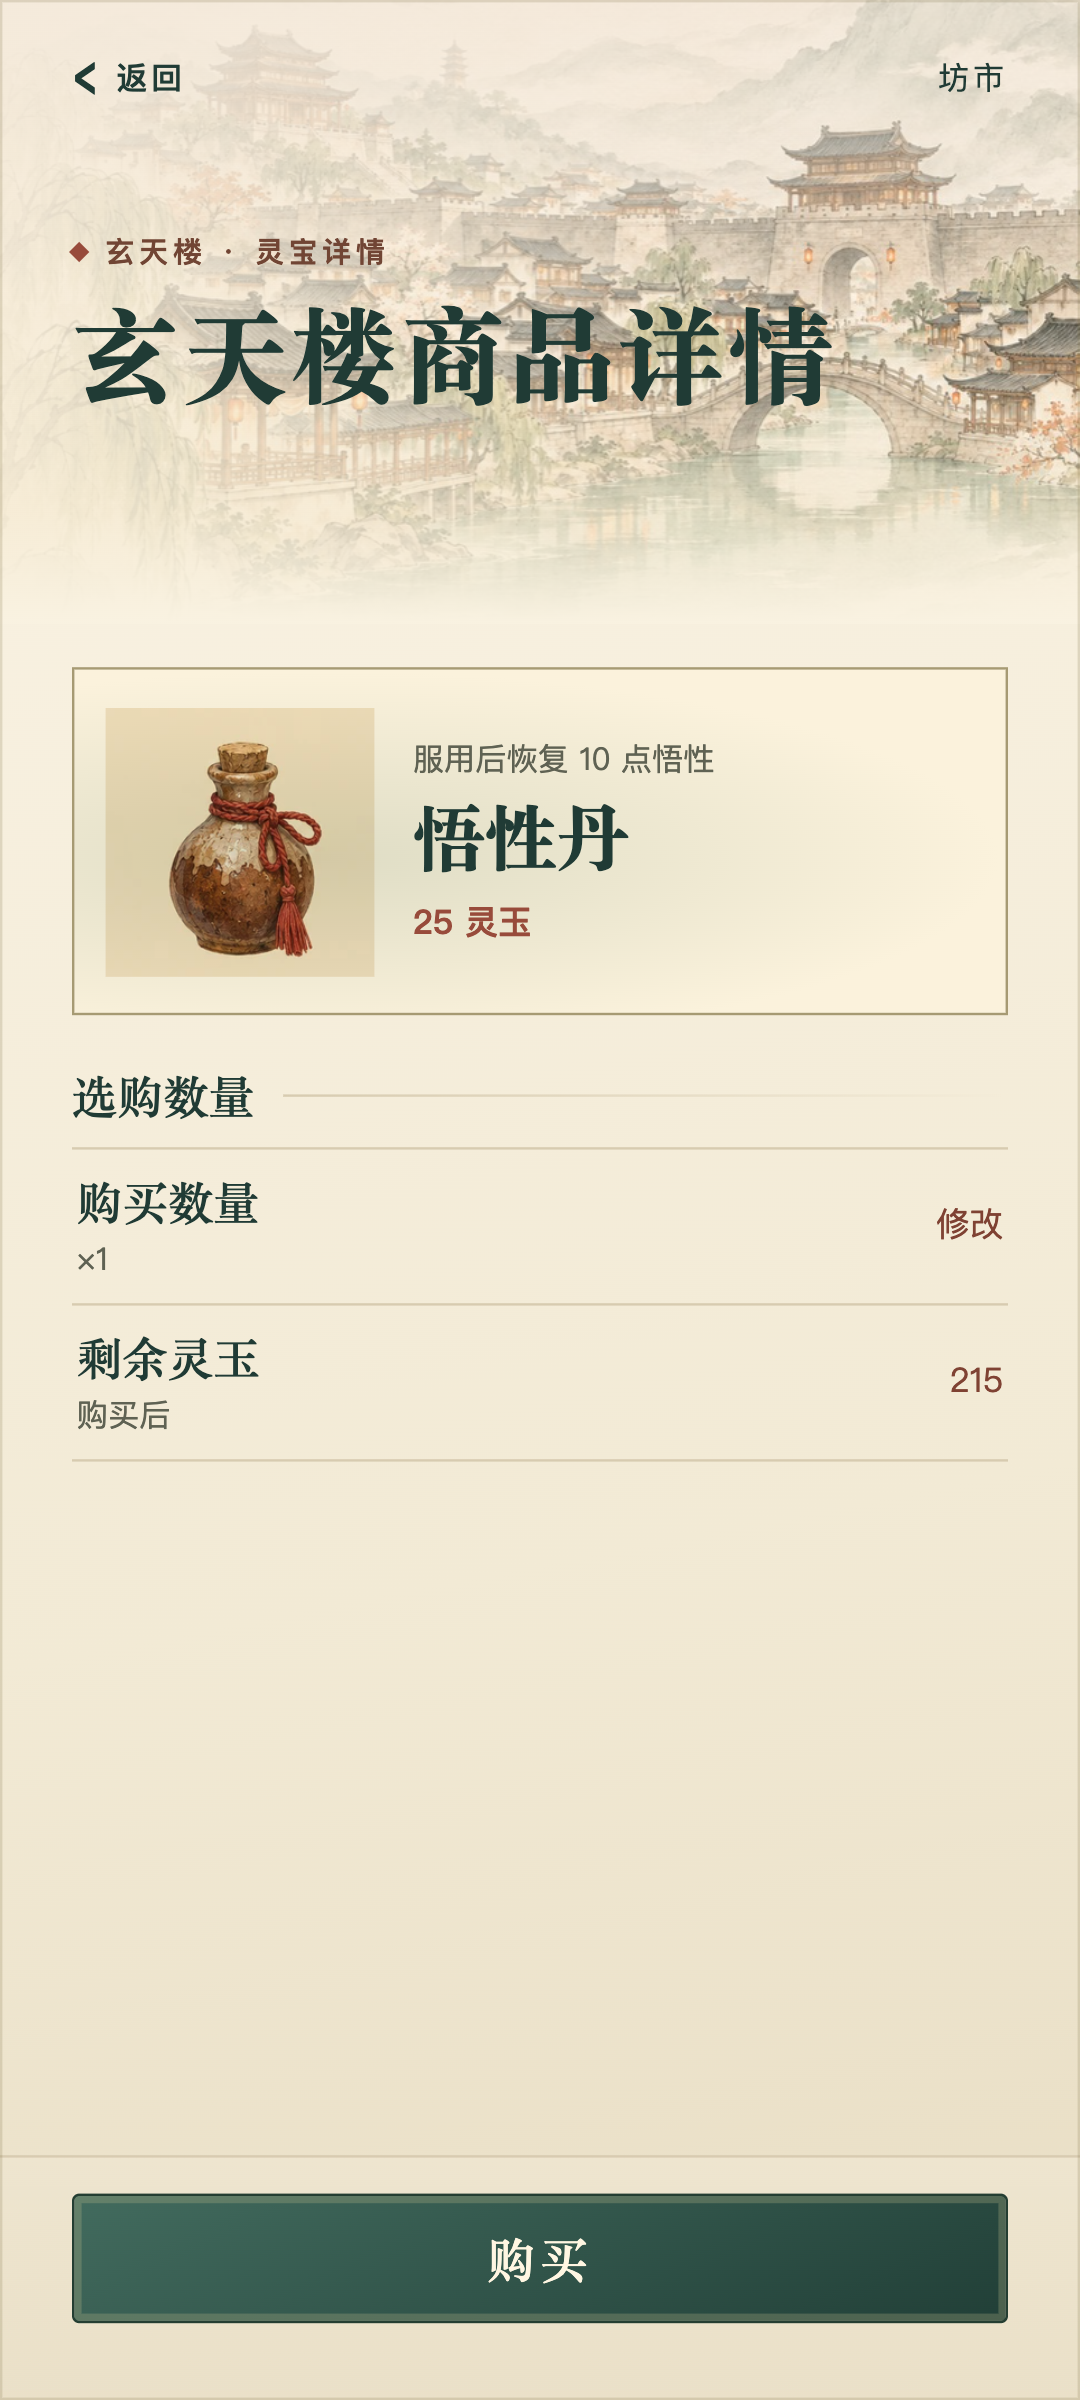 返回
坊市
玄天楼 · 灵宝详情
玄天楼商品详情
服用后恢复 10 点悟性
悟性丹
25 灵玉
选购数量
购买数量
×1
修改
剩余灵玉
购买后
215
购买